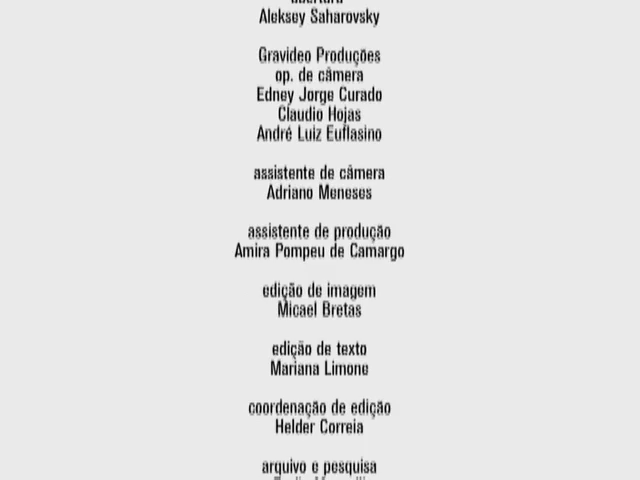 Aleksey Saharovsky
Gravideo Produções
op. de câmera
Edney Jorge Curado
Claudio Hojas
André Luiz Euflasino
assistente de câmera
Adriano Meneses
assistente de produção
Amira Pompeu de Camargo
edição de imagem
Micael Bretas
edição de texto
Mariana Limone
coordenação de edição
Helder Correia
arquivo e pesquisa